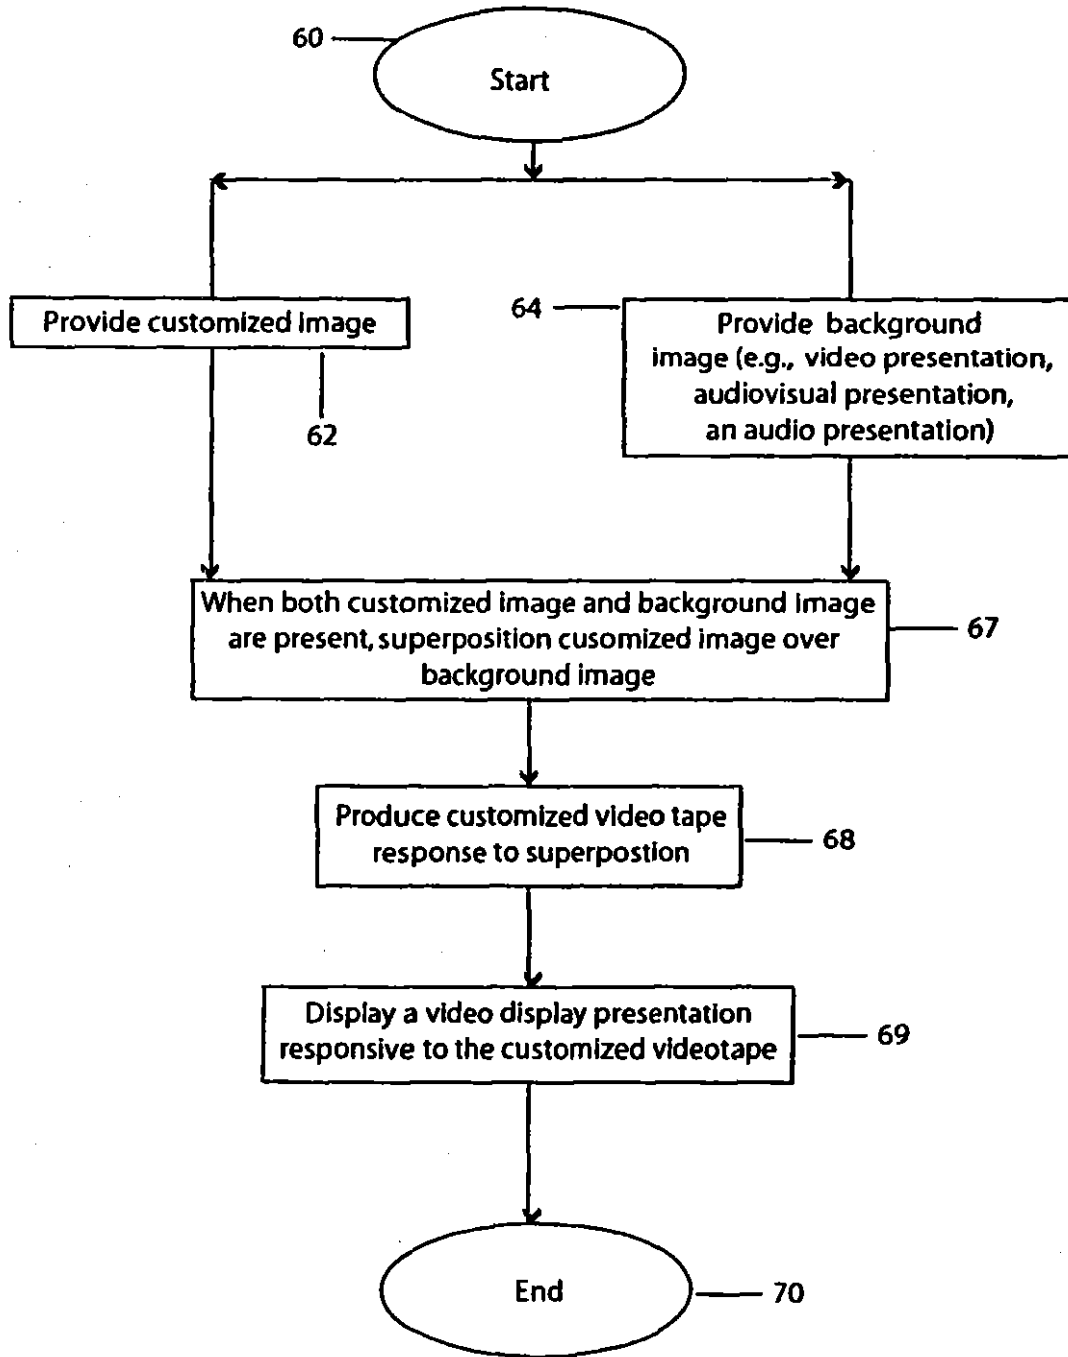 60
Start
Provide customized image
62
64
Provide background
image (e.g., video presentation,
audiovisual presentation,
an audio presentation)
When both customized image and background image
are present, superposition cusomized image over
background image
67
Produce customized video tape
response to superpostion
68
Display a video display presentation
responsive to the customized videotape
69
End
70